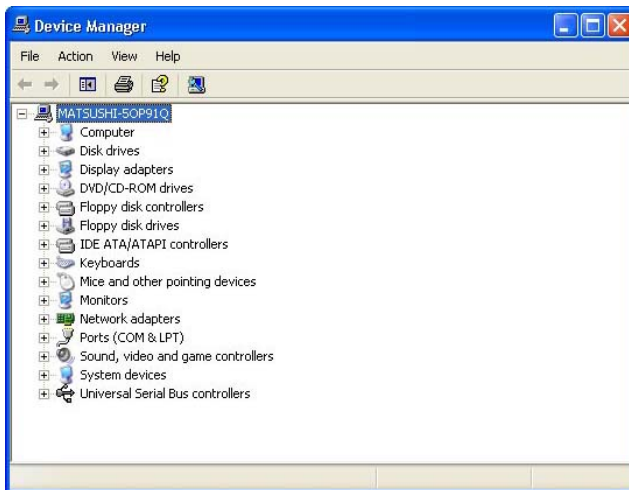 Device Manager
File Action View Help
MATSUSHI-5OP91Q
Computer
Disk drives
Display adapters
DVD/CD-ROM drives
Floppy disk controllers
Floppy disk drives
IDE ATA/ATAPI controllers
Keyboards
Mice and other pointing devices
Monitors
Network adapters
Ports (COM & LPT)
Sound, video and game controllers
System devices
Universal Serial Bus controllers